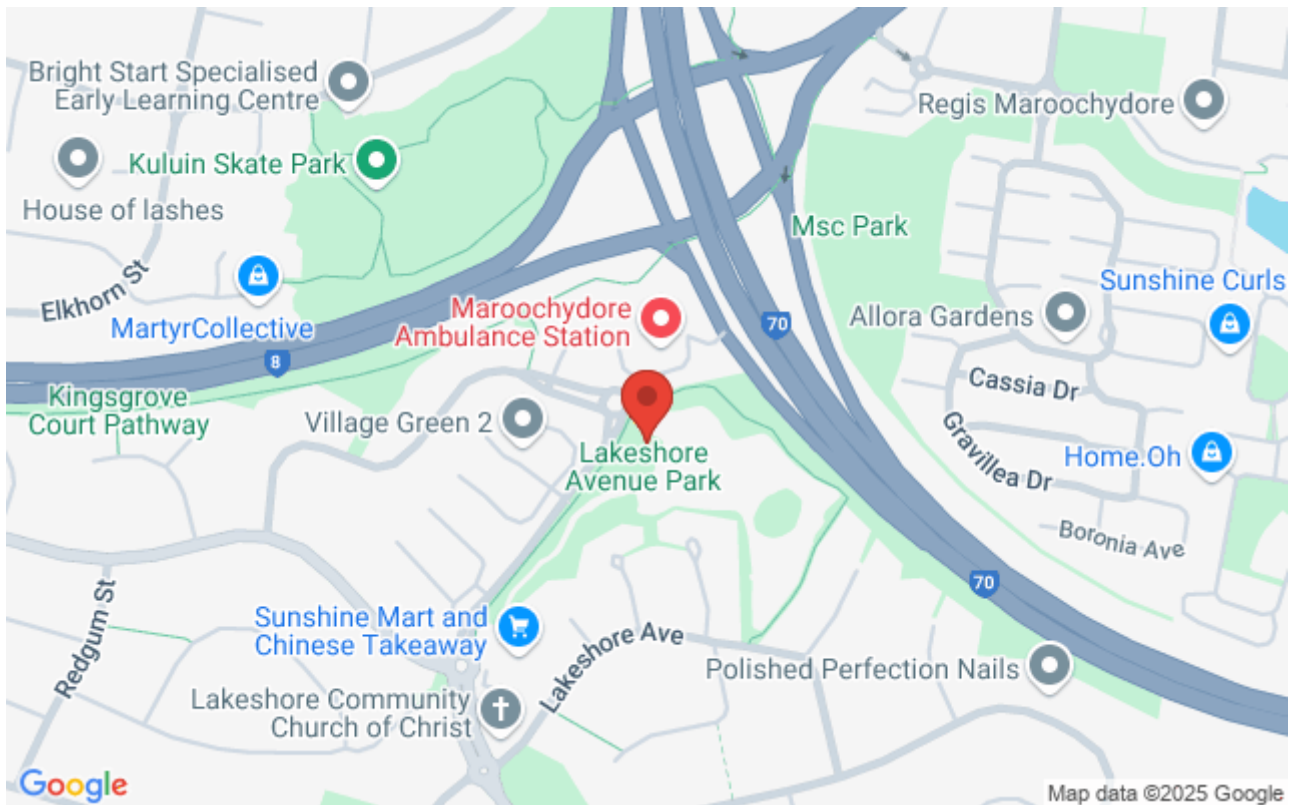 Bright Start Specialised
Early Learning Centre
Regis Maroochydore
Kuluin Skate Park
House of lashes
Msc Park
Elkhorn St
MartyrCollective
8
Maroochydore
Ambulance Station
70
Allora Gardens
Sunshine Curls
Kingsgrove
Court Pathway
Village Green 2
Lakeshore
Avenue Park
Cassia Dr
Gravillea Dr
Home.Oh
Boronia Ave
70
Redgum St
Sunshine Mart and
Chinese Takeaway
Lakeshore Ave
Polished Perfection Nails
Lakeshore Community
Church of Christ
Google
Map data ©2025 Google